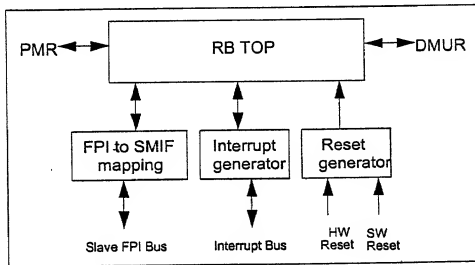 PMR
RB TOP
DMUR
FPI to SMIF
mapping
Interrupt
generator
Reset
generator
Slave FPI Bus
Interrupt Bus
HW
Reset
SW
Reset